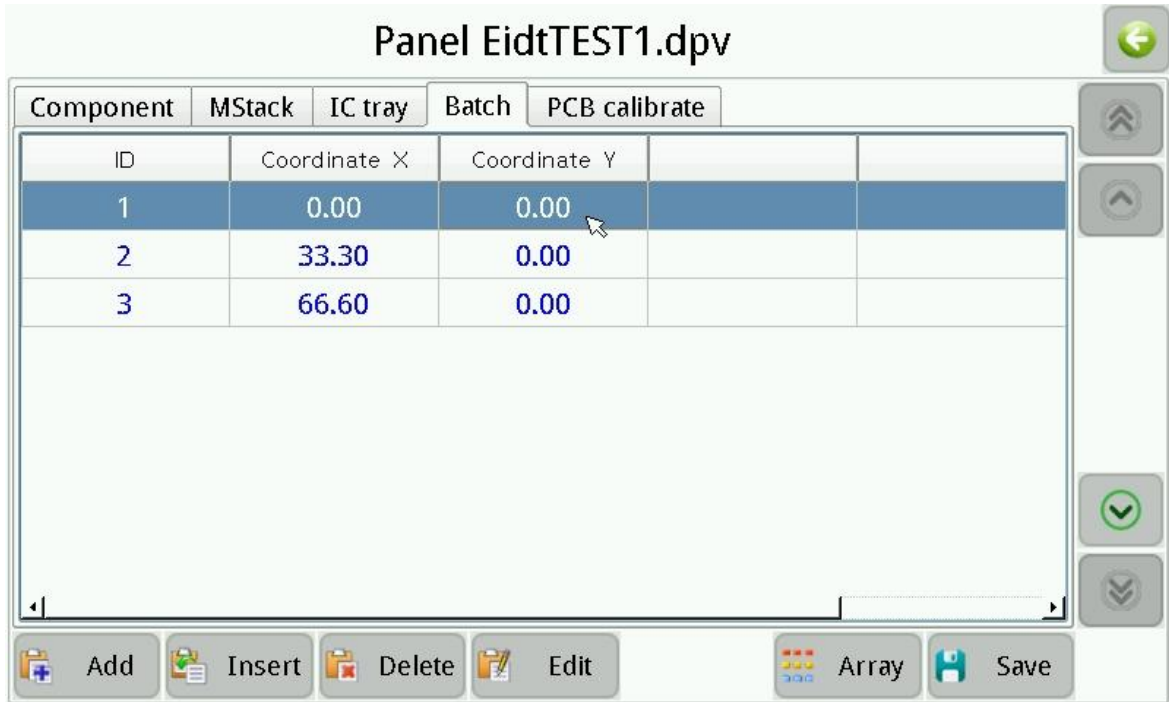 Panel EidtTEST1.dpv
Component MStack IC tray Batch PCB calibrate
ID Coordinate X Coordinate Y
1 0.00 0.00
2 33.30 0.00
3 66.60 0.00
Add Insert Delete Edit Array Save